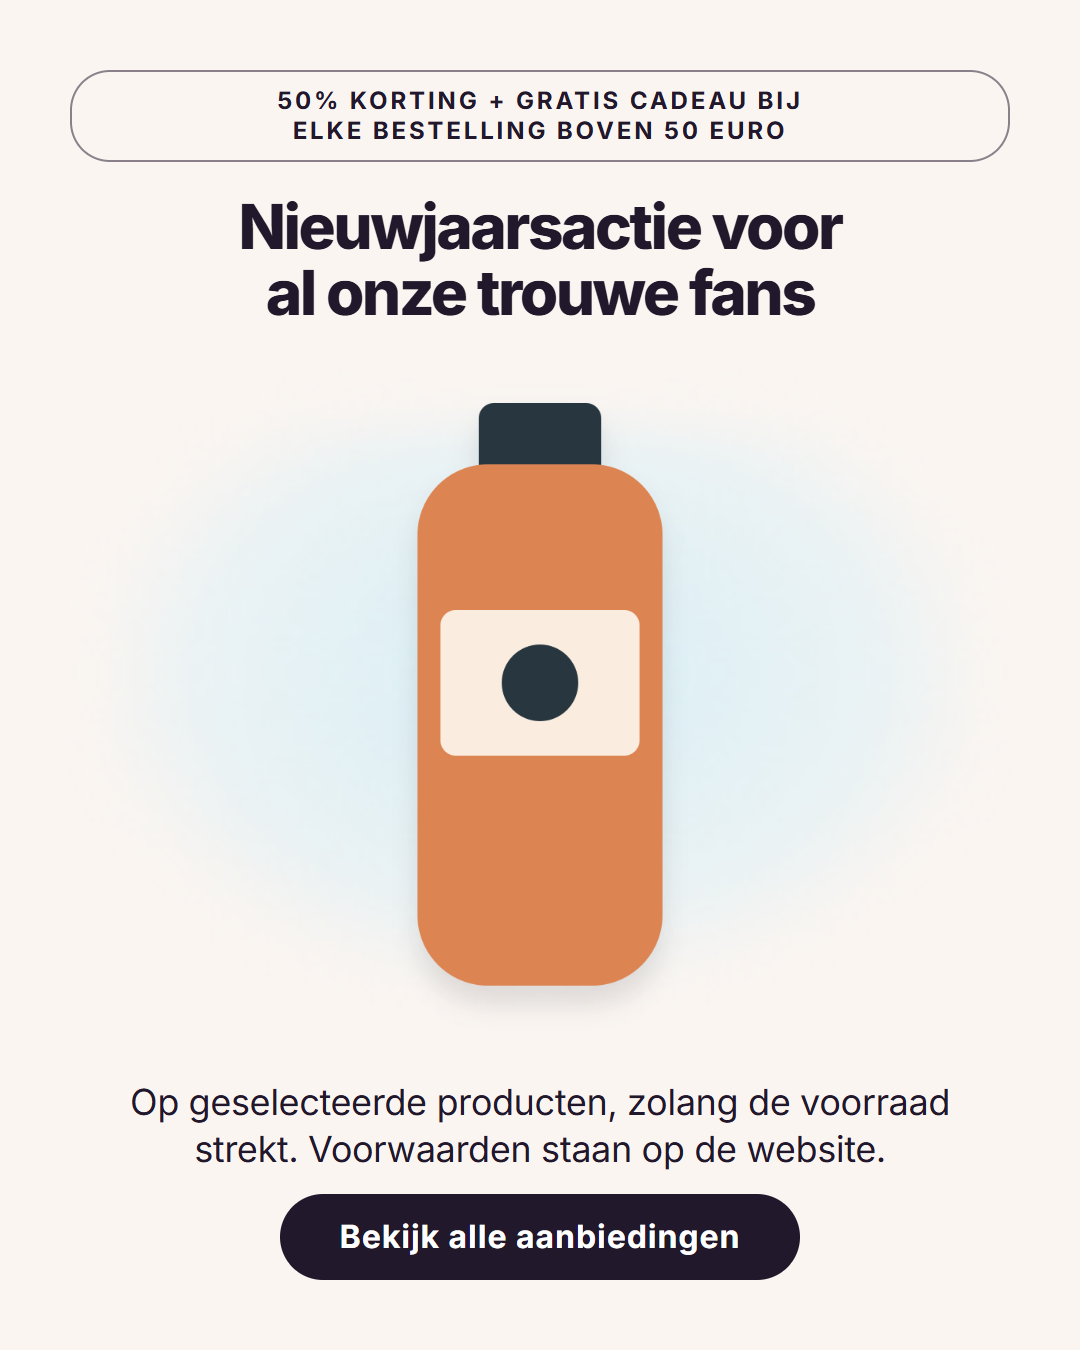 50% KORTING + GRATIS CADEAU BIJ
ELKE BESTELLING BOVEN 50 EURO
Nieuwjaarsactie voor
al onze trouwe fans
Op geselecteerde producten, zolang de voorraad
strekt. Voorwaarden staan op de website.
Bekijk alle aanbiedingen